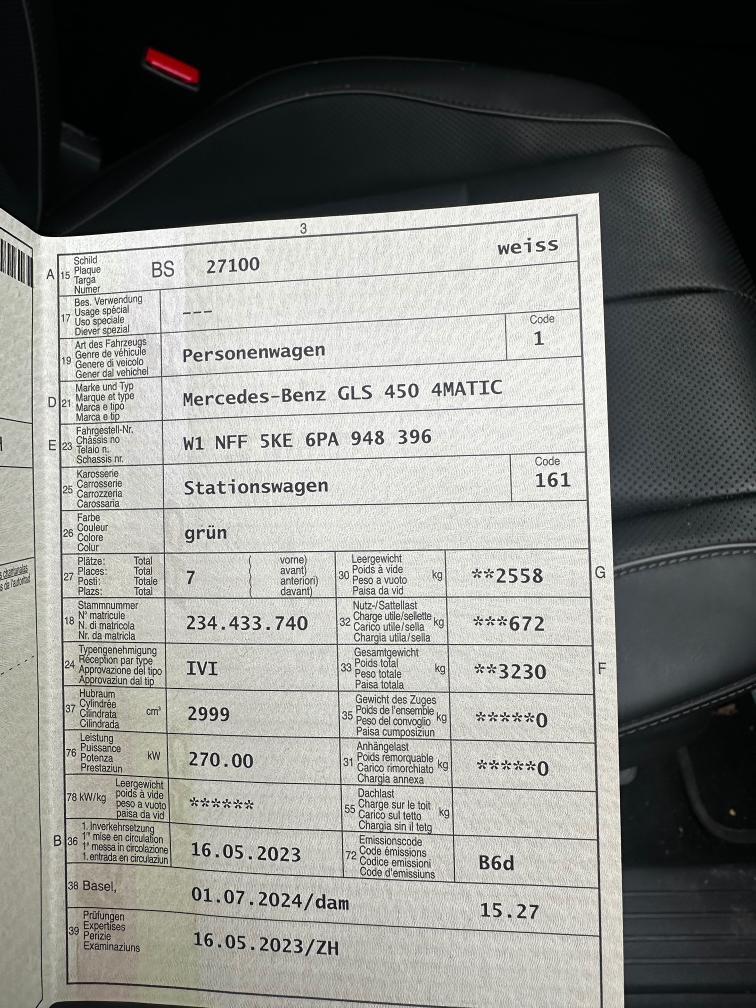 3
A 15 Schild
Plaque
Targa
Numer
BS 27100 weiss
17 Bes. Verwendung
Usage spécial
Uso speciale
Diever spezial
---
19 Art des Fahrzeugs
Genre de véhicule
Genere di veicolo
Gener dal vehichel
Personenwagen
Code
1
D 21 Marke und Typ
Marque et type
Marca e tipo
Marca e tip
Mercedes-Benz GLS 450 4MATIC
E 23 Fahrgestell-Nr.
Châssis no
Telaio n.
Schassis nr.
W1 NFF 5KE 6PA 948 396
25 Karosserie
Carrosserie
Carrozzeria
Carossaria
Stationswagen
Code
161
26 Farbe
Couleur
Colore
Colur
grün
27 Plätze: Total
Places: Total
Posti: Totale
Plazs: Total
7
( vorne)
avant)
anteriori)
( davant)
30 Leergewicht
Poids à vide
Peso a vuoto
Paisa da vid
kg
**2558
G
18 Stammnummer
N° matricule
N. di matricola
Nr. da matricla
234.433.740
32 Nutz-/Sattellast
Charge utile/sellette
Carico utile/sella
Chargia utila/sella
kg
***672
24 Typengenehmigung
Réception par type
Approvazione del tipo
Approvaziun dal tip
IVI
33 Gesamtgewicht
Poids total
Peso totale
Paisa totala
kg
**3230
F
37 Hubraum
Cylindrée
Cilindrata
Cilindrada
cm³
2999
35 Gewicht des Zuges
Poids de l'ensemble
Peso del convoglio
Paisa cumposiziun
kg
*****0
76 Leistung
Puissance
Potenza
Prestaziun
kW
270.00
31 Anhängelast
Poids remorquable
Carico rimorchiato
Chargia annexa
kg
*****0
78 kW/kg Leergewicht
poids à vide
peso a vuoto
paisa da vid
******
55 Dachlast
Charge sur le toit
Carico sul tetto
Chargia sin il tetg
kg
B 36 1. Inverkehrsetzung
1re mise en circulation
1a messa in circolazione
1. entrada en circulaziun
16.05.2023
72 Emissionscode
Code émissions
Codice emissioni
Code d'emissiuns
B6d
38 Basel,
01.07.2024/dam 15.27
39 Prüfungen
Expertises
Perizie
Examinaziuns
16.05.2023/ZH